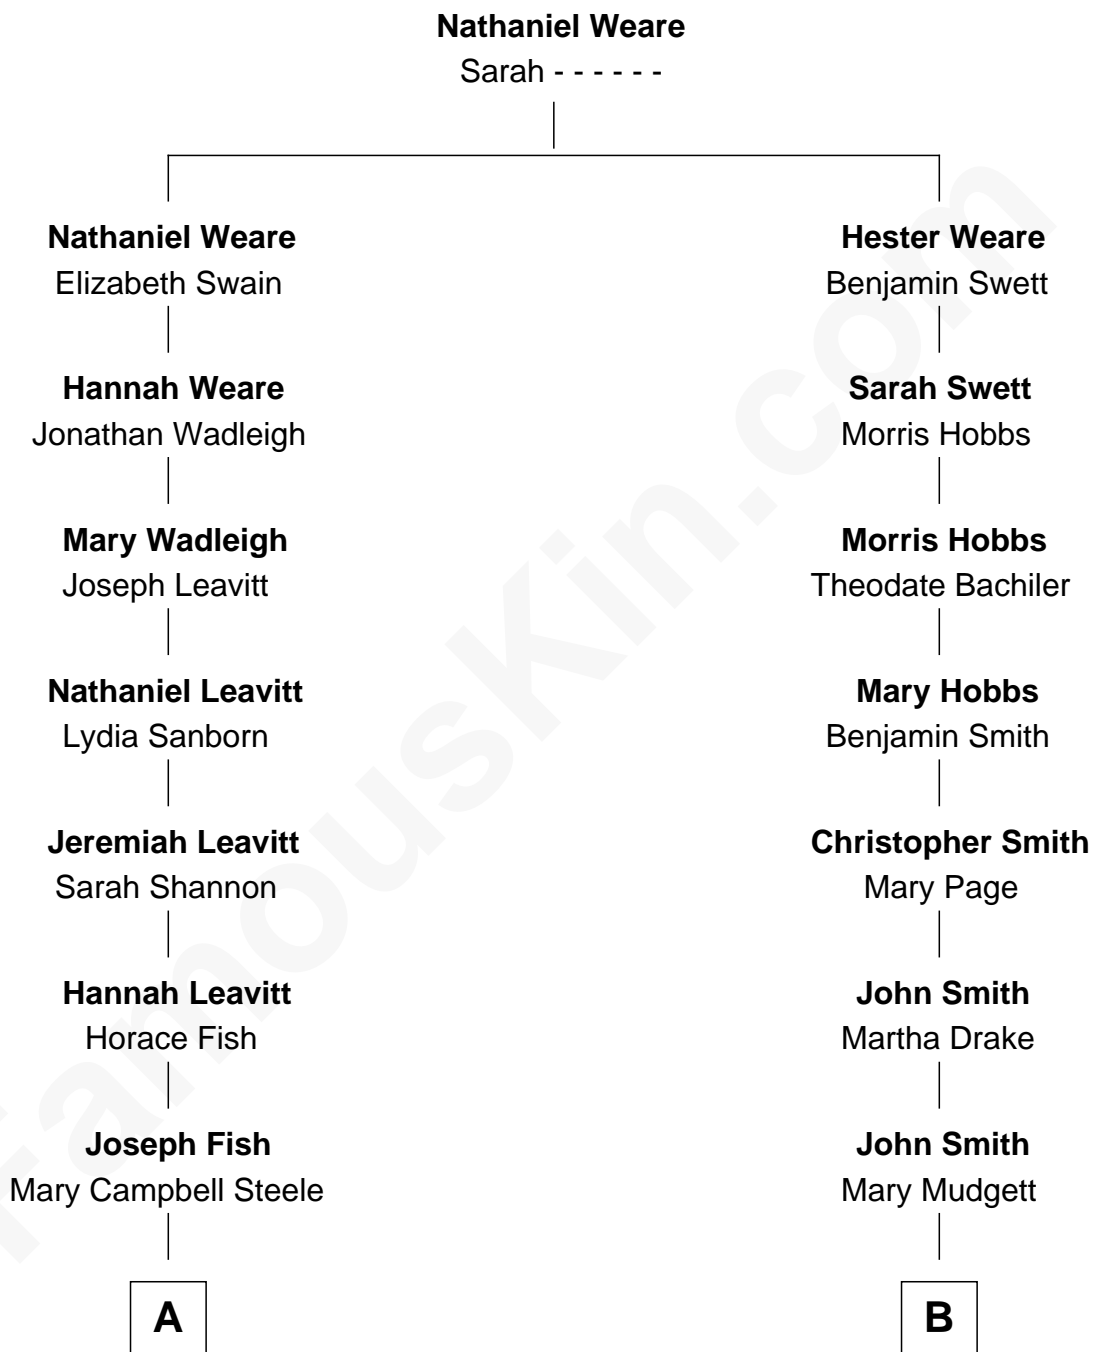 Nathaniel Weare
Sarah - - - - - -
Nathaniel Weare
Elizabeth Swain
Hannah Weare
Jonathan Wadleigh
Mary Wadleigh
Joseph Leavitt
Nathaniel Leavitt
Lydia Sanborn
Jeremiah Leavitt
Sarah Shannon
Hannah Leavitt
Horace Fish
Joseph Fish
Mary Campbell Steele
A
Hester Weare
Benjamin Swett
Sarah Swett
Morris Hobbs
Morris Hobbs
Theodate Bachiler
Mary Hobbs
Benjamin Smith
Christopher Smith
Mary Page
John Smith
Martha Drake
John Smith
Mary Mudgett
B
FamousKin.com